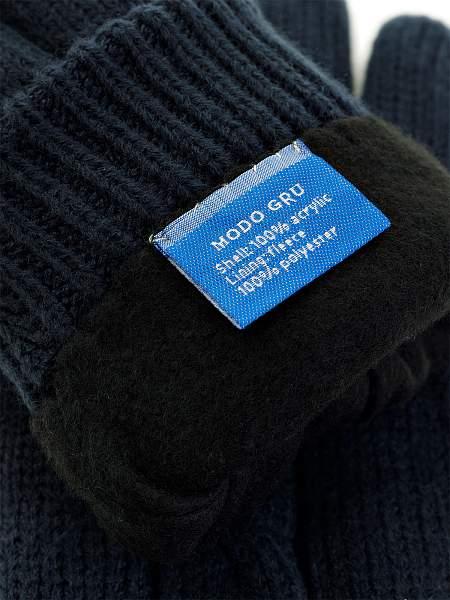 MODO GRU
Shell:100% acrylic
Lining:fleece
100% polyester